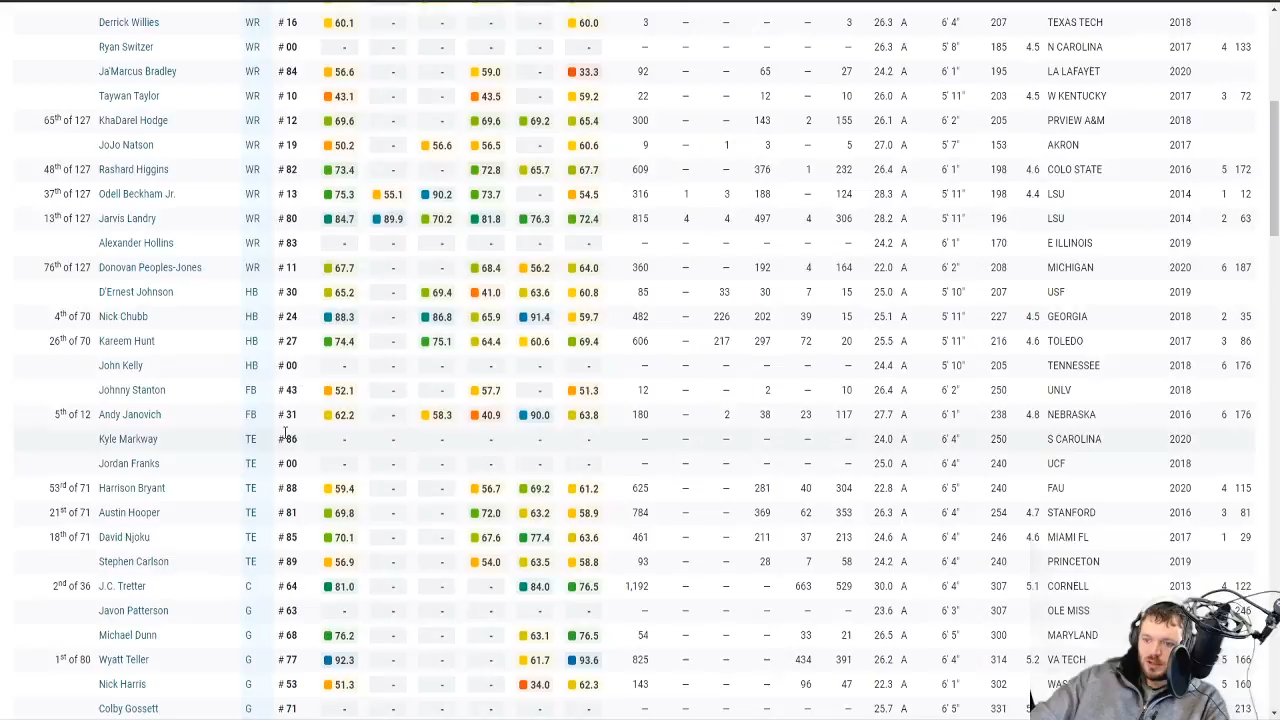 Derrick Willies WR # 16 60.1 - - - - 60.0 3 — — — — 3 26.3 A 6' 4" 207 TEXAS TECH 2018
Ryan Switzer WR # 00 - - - - - - — — — — — — 26.3 A 5' 8" 185 4.5 N CAROLINA 2017 4 133
Ja'Marcus Bradley WR # 84 56.6 - - 59.0 - 33.3 92 — — 65 — 27 24.2 A 6' 1" 195 LA LAFAYET 2020
Taywan Taylor WR # 10 43.1 - - 43.5 - 59.2 22 — — 12 — 10 26.0 A 5' 11" 203 4.5 W KENTUCKY 2017 3 72
65th of 127 KhaDarel Hodge WR # 12 69.6 - - 69.6 69.2 65.4 300 — — 143 2 155 26.1 A 6' 2" 205 PRVIEW A&M 2018
JoJo Natson WR # 19 50.2 - 56.6 56.5 - 60.6 9 — 1 3 — 5 27.0 A 5' 7" 153 AKRON 2017
48th of 127 Rashard Higgins WR # 82 73.4 - - 72.8 65.7 67.7 609 — — 376 1 232 26.4 A 6' 1" 198 4.6 COLO STATE 2016 5 172
37th of 127 Odell Beckham Jr. WR # 13 75.3 55.1 90.2 73.7 - 54.5 316 1 3 188 — 124 28.3 A 5' 11" 198 4.4 LSU 2014 1 12
13th of 127 Jarvis Landry WR # 80 84.7 89.9 70.2 81.8 76.3 72.4 815 4 4 497 4 306 28.2 A 5' 11" 196 LSU 2014 2 63
Alexander Hollins WR # 83 - - - - - - — — — — — — 24.2 A 6' 1" 170 E ILLINOIS 2019
76th of 127 Donovan Peoples-Jones WR # 11 67.7 - - 68.4 56.2 64.0 360 — — 192 4 164 22.0 A 6' 2" 208 MICHIGAN 2020 6 187
D'Ernest Johnson HB # 30 65.2 - 69.4 41.0 63.6 60.8 85 — 33 30 7 15 25.0 A 5' 10" 207 USF 2019
4th of 70 Nick Chubb HB # 24 88.3 - 86.8 65.9 91.4 59.7 482 — 226 202 39 15 25.1 A 5' 11" 227 4.5 GEORGIA 2018 2 35
26th of 70 Kareem Hunt HB # 27 74.4 - 75.1 64.4 60.6 69.4 606 — 217 297 72 20 25.5 A 5' 11" 216 4.6 TOLEDO 2017 3 86
John Kelly HB # 00 - - - - - - — — — — — — 24.4 A 5' 10" 205 TENNESSEE 2018 6 176
Johnny Stanton FB # 43 52.1 - - 57.7 - 51.3 12 — — 2 — 10 26.4 A 6' 2" 250 UNLV 2018
5th of 12 Andy Janovich FB # 31 62.2 - 58.3 40.9 90.0 63.8 180 — 2 38 23 117 27.7 A 6' 1" 238 4.8 NEBRASKA 2016 6 176
Kyle Markway TE # 86 - - - - - - — — — — — — 24.0 A 6' 4" 250 S CAROLINA 2020
Jordan Franks TE # 00 - - - - - - — — — — — — 25.0 A 6' 4" 240 UCF 2018
53rd of 71 Harrison Bryant TE # 88 59.4 - - 56.7 69.2 61.2 625 — — 281 40 304 22.8 A 6' 5" 240 FAU 2020 4 115
21st of 71 Austin Hooper TE # 81 69.8 - - 72.0 63.2 58.9 784 — — 369 62 353 26.3 A 6' 4" 254 4.7 STANFORD 2016 3 81
18th of 71 David Njoku TE # 85 70.1 - - 67.6 77.4 63.6 461 — — 211 37 213 24.6 A 6' 4" 246 4.6 MIAMI FL 2017 1 29
Stephen Carlson TE # 89 56.9 - - 54.0 63.5 58.8 93 — — 28 7 58 24.2 A 6' 4" 240 PRINCETON 2019
2nd of 36 J.C. Tretter C # 64 81.0 - - - 84.0 76.5 1,192 — — — 663 529 30.0 A 6' 4" 307 5.1 CORNELL 2013 122
Javon Patterson G # 63 - - - - - - — — — — — — 23.6 A 6' 3" 307 OLE MISS 246
Michael Dunn G # 68 76.2 - - - 63.1 76.5 54 — — — 33 21 26.5 A 6' 5" 300 MARYLAND
1st of 80 Wyatt Teller G # 77 92.3 - - - 61.7 93.6 825 — — — 434 391 26.2 A 6' 4" 314 5.2 VA TECH 5 166
Nick Harris G # 53 51.3 - - - 34.0 62.3 143 — — — 96 47 22.3 A 6' 1" 302 5 160
Colby Gossett G # 71 - - - - - - — — — — — — 25.7 A 6' 5" 331 213